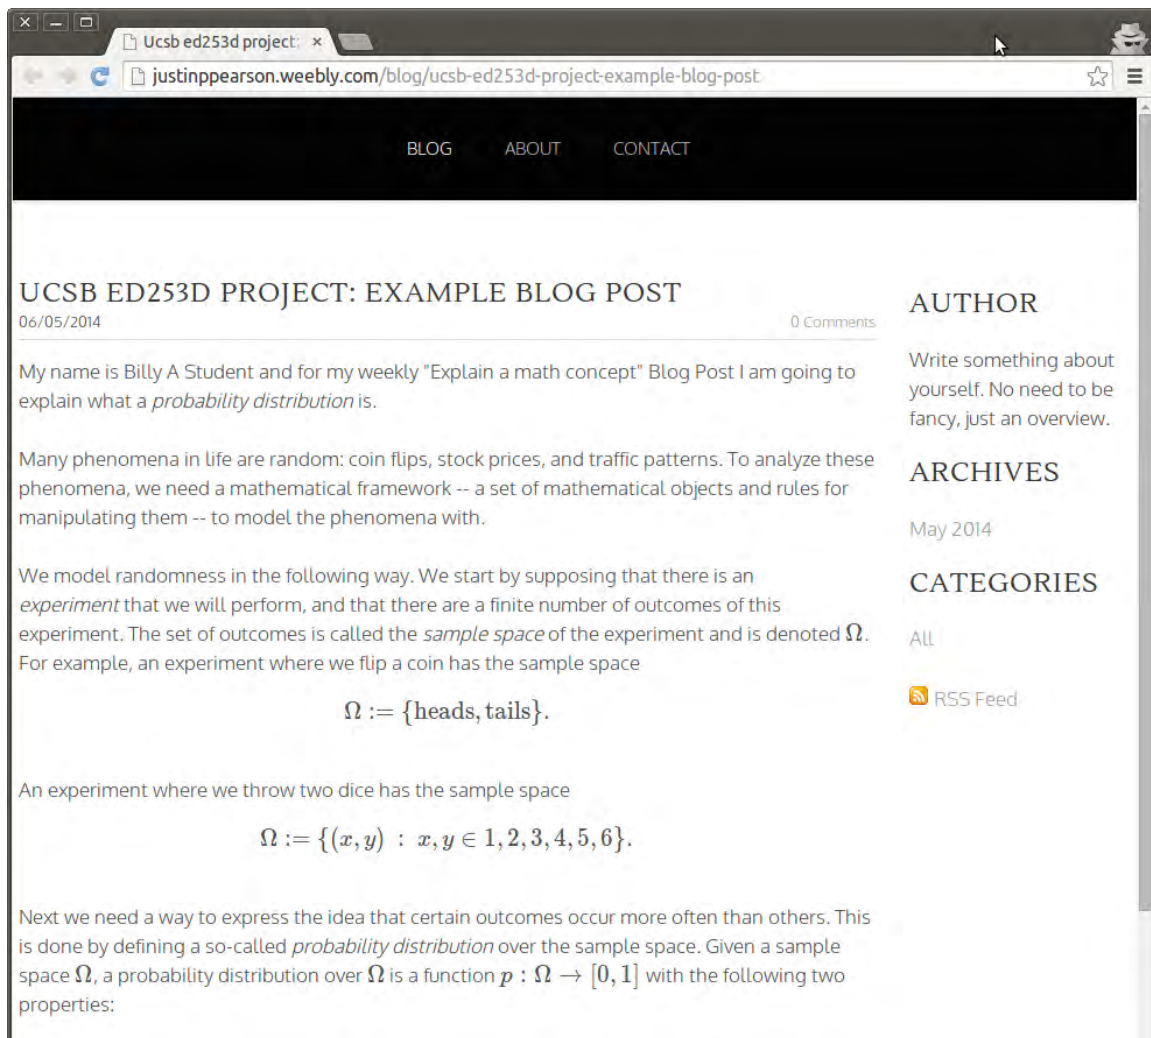 Ucsb ed253d project:
justinppearson.weebly.com/blog/ucsb-ed253d-project-example-blog-post
BLOG ABOUT CONTACT
UCSB ED253D PROJECT: EXAMPLE BLOG POST
06/05/2014 0 Comments
My name is Billy A Student and for my weekly "Explain a math concept" Blog Post I am going to
explain what a probability distribution is.
Many phenomena in life are random: coin flips, stock prices, and traffic patterns. To analyze these
phenomena, we need a mathematical framework -- a set of mathematical objects and rules for
manipulating them -- to model the phenomena with.
We model randomness in the following way. We start by supposing that there is an
experiment that we will perform, and that there are a finite number of outcomes of this
experiment. The set of outcomes is called the sample space of the experiment and is denoted Ω.
For example, an experiment where we flip a coin has the sample space
Ω := {heads, tails}.
An experiment where we throw two dice has the sample space
Ω := {(x, y) : x, y ∈ 1, 2, 3, 4, 5, 6}.
Next we need a way to express the idea that certain outcomes occur more often than others. This
is done by defining a so-called probability distribution over the sample space. Given a sample
space Ω, a probability distribution over Ω is a function p : Ω → [0, 1] with the following two
properties:
AUTHOR
Write something about
yourself. No need to be
fancy, just an overview.
ARCHIVES
May 2014
CATEGORIES
All
RSS Feed